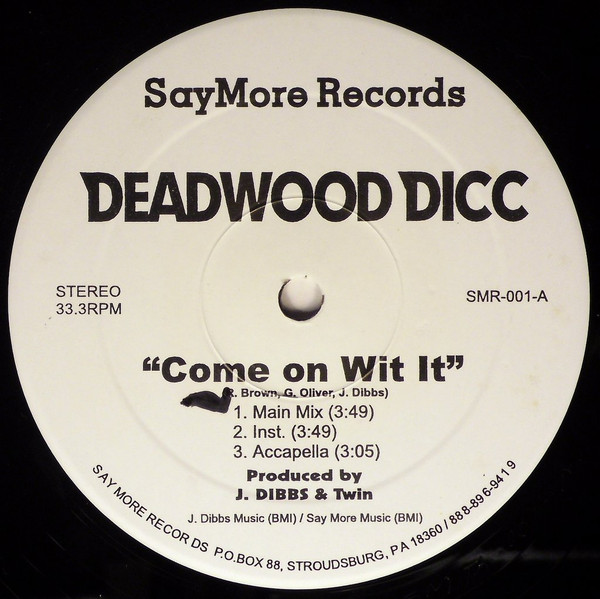 SayMore Records
DEADWOOD DICC
STEREO
33.3RPM
SMR-001-A
“Come on Wit It”
(R. Brown, G. Oliver, J. Dibbs)
1. Main Mix (3:49)
2. Inst. (3:49)
3. Accapella (3:05)
Produced by
J. DIBBS & Twin
J. Dibbs Music (BMI) / Say More Music (BMI)
SAY MORE RECORDS P.O.BOX 88, STROUDSBURG, PA 18360 / 888-896-9419